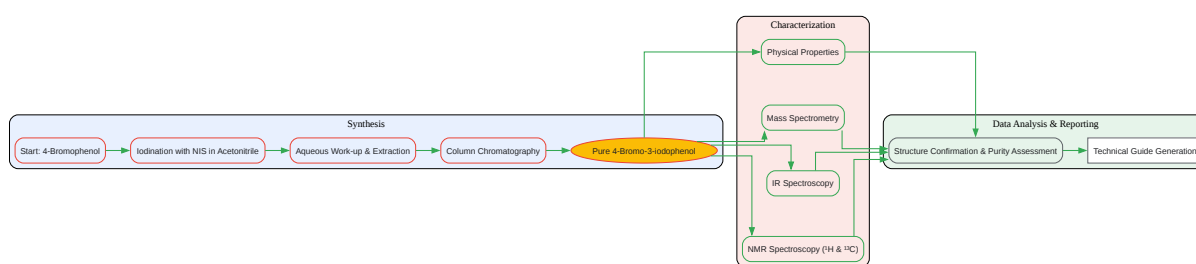 Characterization
Physical Properties
Synthesis
Mass Spectrometry
Data Analysis & Reporting
Start: 4-Bromophenol
Iodination with NIS in Acetonitrile
Aqueous Work-up & Extraction
Column Chromatography
Pure 4-Bromo-3-iodophenol
Structure Confirmation & Purity Assessment
Technical Guide Generation
IR Spectroscopy
NMR Spectroscopy (¹H & ¹³C)